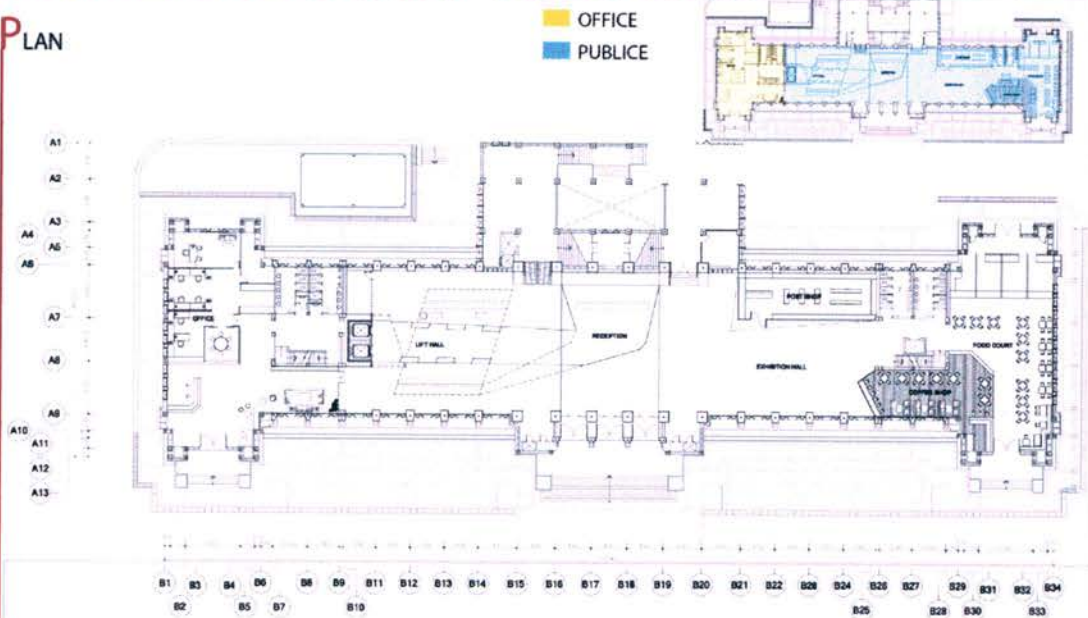 PLAN
OFFICE
PUBLICE
A1
A2
A3
A4
A5
A6
A7
A8
A9
A10
A11
A12
A13
OFFICE
LIFT HALL
RECEPTION
POST SHOP
EXHIBITION HALL
FOOD COURT
COFFEE SHOP
B1 B3 B4 B6 B8 B9 B11 B12 B13 B14 B15 B16 B17 B18 B19 B20 B21 B22 B24 B27 B29 B31 B32 B34
B2 B5 B7 B10 B25 B28 B30 B33